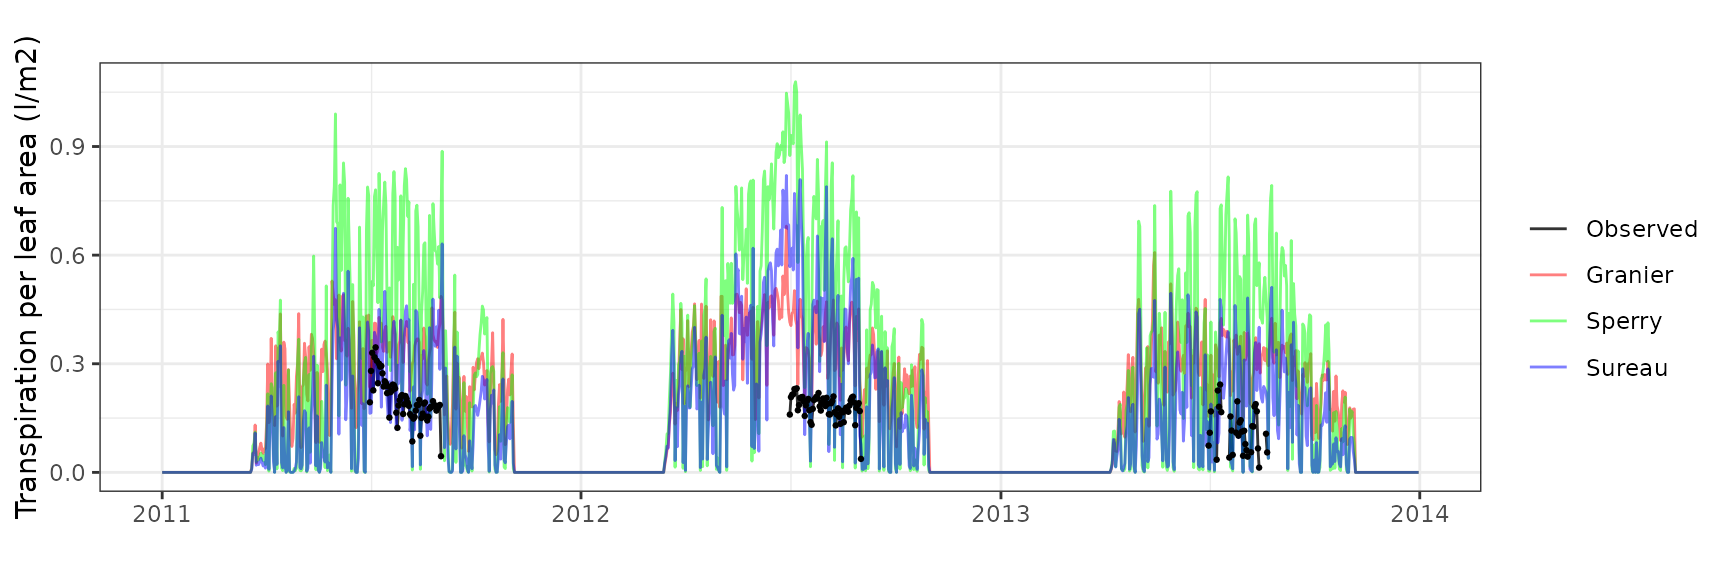 Transpiration per leaf area (l/m2)
0.9
0.6
0.3
0.0
2011
2012
2013
2014
Observed
Granier
Sperry
Sureau